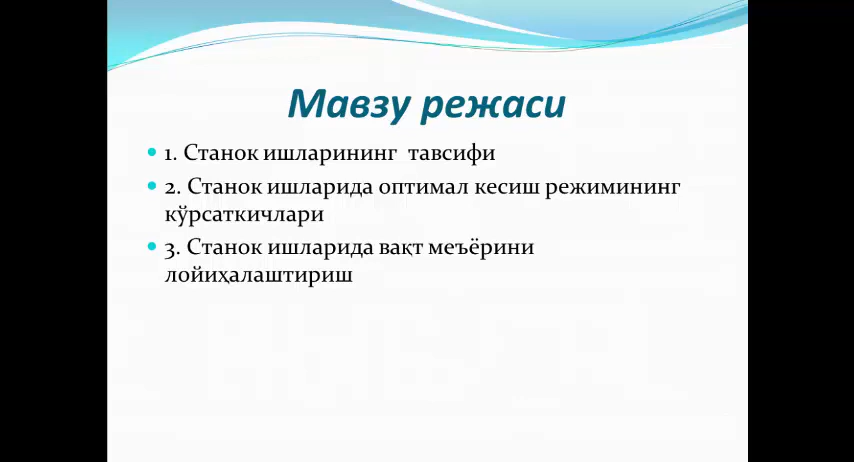 Мавзу режаси
1. Станок ишларининг тавсифи
2. Станок ишларида оптимал кесиш режимининг
кўрсаткичлари
3. Станок ишларида вақт меъёрини
лойиҳалаштириш